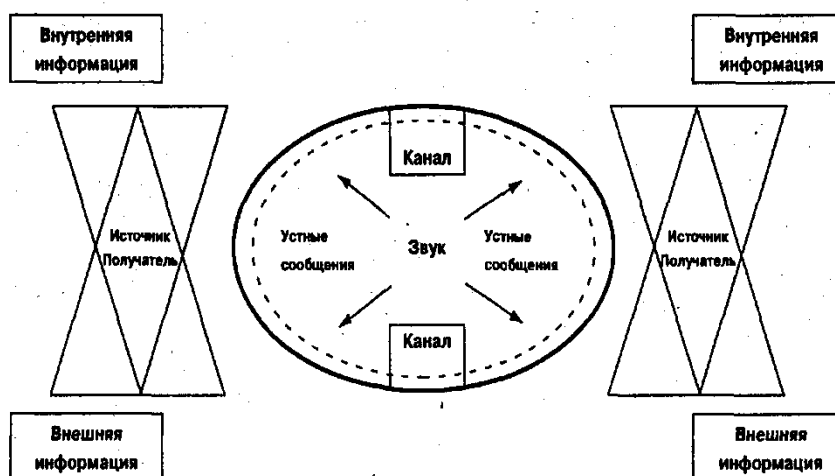 Внутренняя
информация
Внутренняя
информация
Канал
Источник
Получатель
Устные
сообщения
Звук
Устные
сообщения
Источник
Получатель
Канал
Внешняя
информация
Внешняя
информация